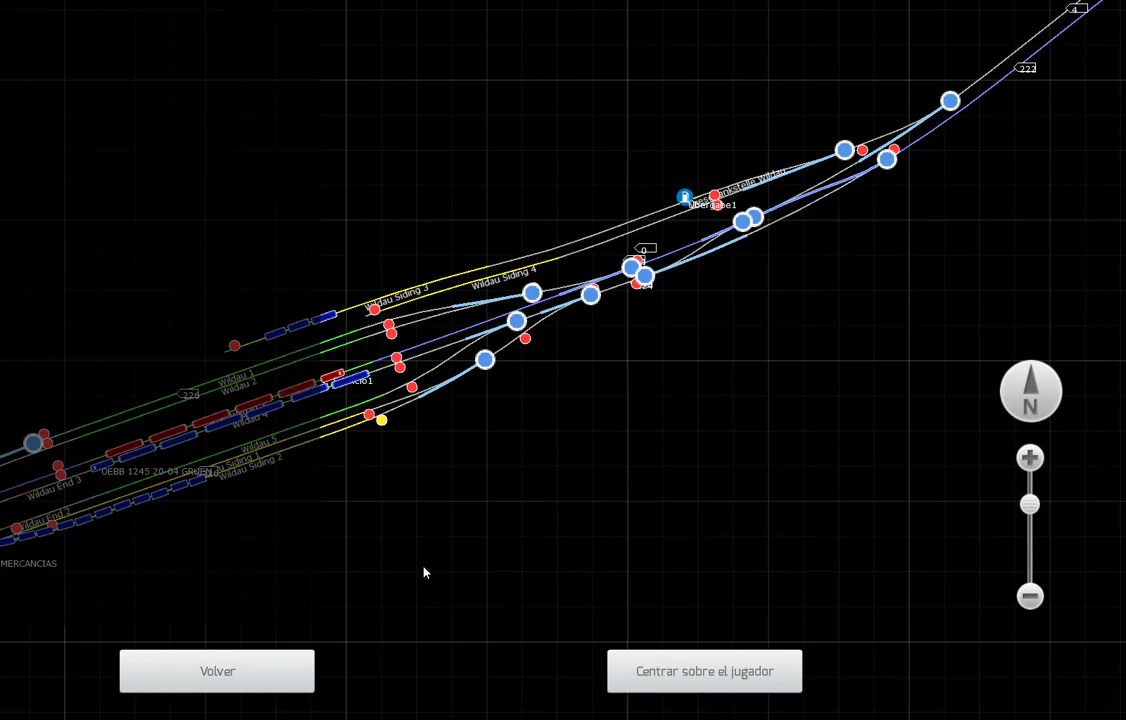 4
222
Wildau
Übergabe1
0
Wildau Siding 4
Wildau Siding 3
Wildau 1
Wildau 2
226
Wildau 4
Wildau 5
Siding 1
Wildau Siding 2
OEBB 1245 20-04 GRUEN
Wildau End 3
Wildau End 2
MERCANCIAS
N
Volver
Centrar sobre el jugador